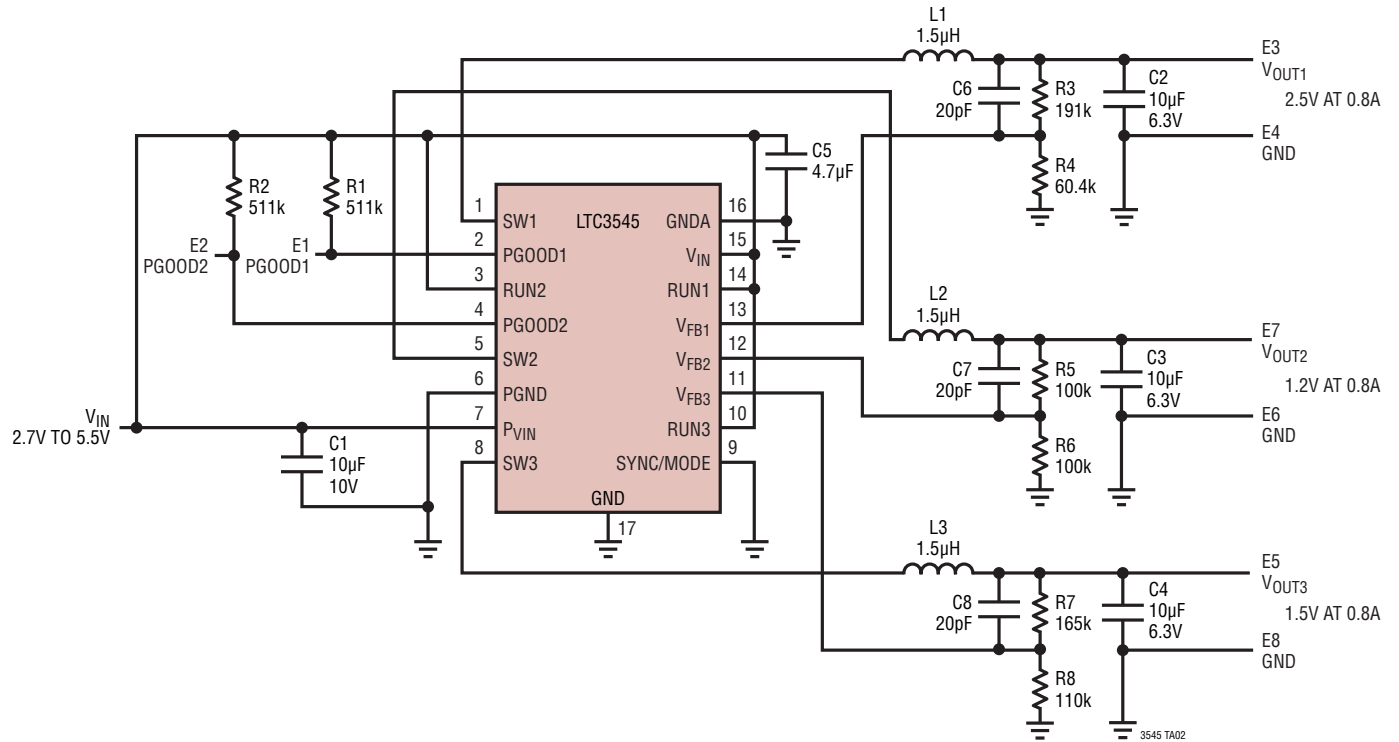 L1
1.5µH
E3
VOUT1
2.5V AT 0.8A
C6
20pF
R3
191k
C2
10µF
6.3V
E4
GND
R4
60.4k
C5
4.7µF
R2
511k
R1
511k
E2
PGOOD2
E1
PGOOD1
LTC3545
1
SW1
2
PGOOD1
3
RUN2
4
PGOOD2
5
SW2
6
PGND
7
PVIN
8
SW3
GNDA
16
VIN
15
RUN1
14
VFB1
13
VFB2
12
VFB3
11
RUN3
10
SYNC/MODE
9
GND
17
VIN
2.7V TO 5.5V
C1
10µF
10V
L2
1.5µH
E7
VOUT2
1.2V AT 0.8A
C7
20pF
R5
100k
C3
10µF
6.3V
E6
GND
R6
100k
L3
1.5µH
E5
VOUT3
1.5V AT 0.8A
C8
20pF
R7
165k
C4
10µF
6.3V
E8
GND
R8
110k
3545 TA02